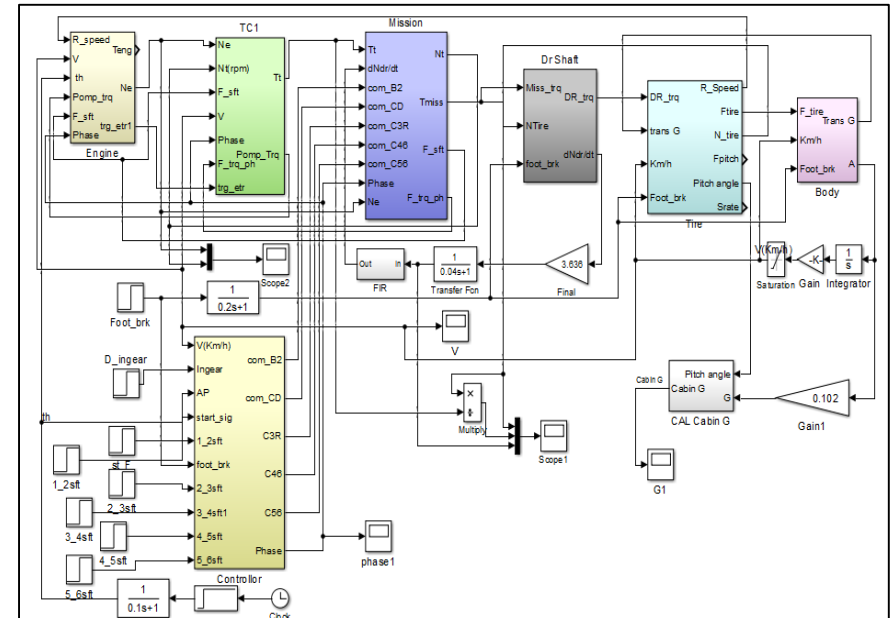 TC1
Mission
Dr Shaft
R_speed
V
th
Pomp_trq
F_sft
Phase
Teng
Ne
trg_etr1
Engine
Ne
Nt(rpm)
F_sft
V
Phase
F_trq_ph
trg_etr
Tt
Pomp_Trq
Tt
dNdr/dt
com_B2
com_CD
com_C3R
com_C46
com_C56
Phase
Ne
Nt
Tmiss
F_sft
F_trq_ph
Miss_trq
NTire
foot_brk
DR_trq
dNdr/dt
DR_trq
trans G
Km/h
Foot_brk
R_Speed
Ftire
N_tire
Fpitch
Pitch angle
Srate
Tire
F_tire
Km/h
Foot_brk
Trans G
A
Body
Scope2
Out
In
FIR
1
0.04s+1
Transfer Fcn
3.636
Final
V(Km/h)
Saturation
-K-
Gain
1
s
Integrator
Foot_brk
1
0.2s+1
V
D_ingear
th
V(Km/h)
Ingear
AP
start_sig
1_2sft
foot_brk
2_3sft
3_4sft1
4_5sft
5_6sft
com_B2
com_CD
C3R
C46
C56
Phase
Controllor
×
÷
Multiply
Scope1
Cabin G
Pitch angle
Cabin G
G
CAL Cabin G
0.102
Gain1
G1
st_F
1_2sft
2_3sft
3_4sft
4_5sft
5_6sft
phase1
1
0.1s+1
Clock